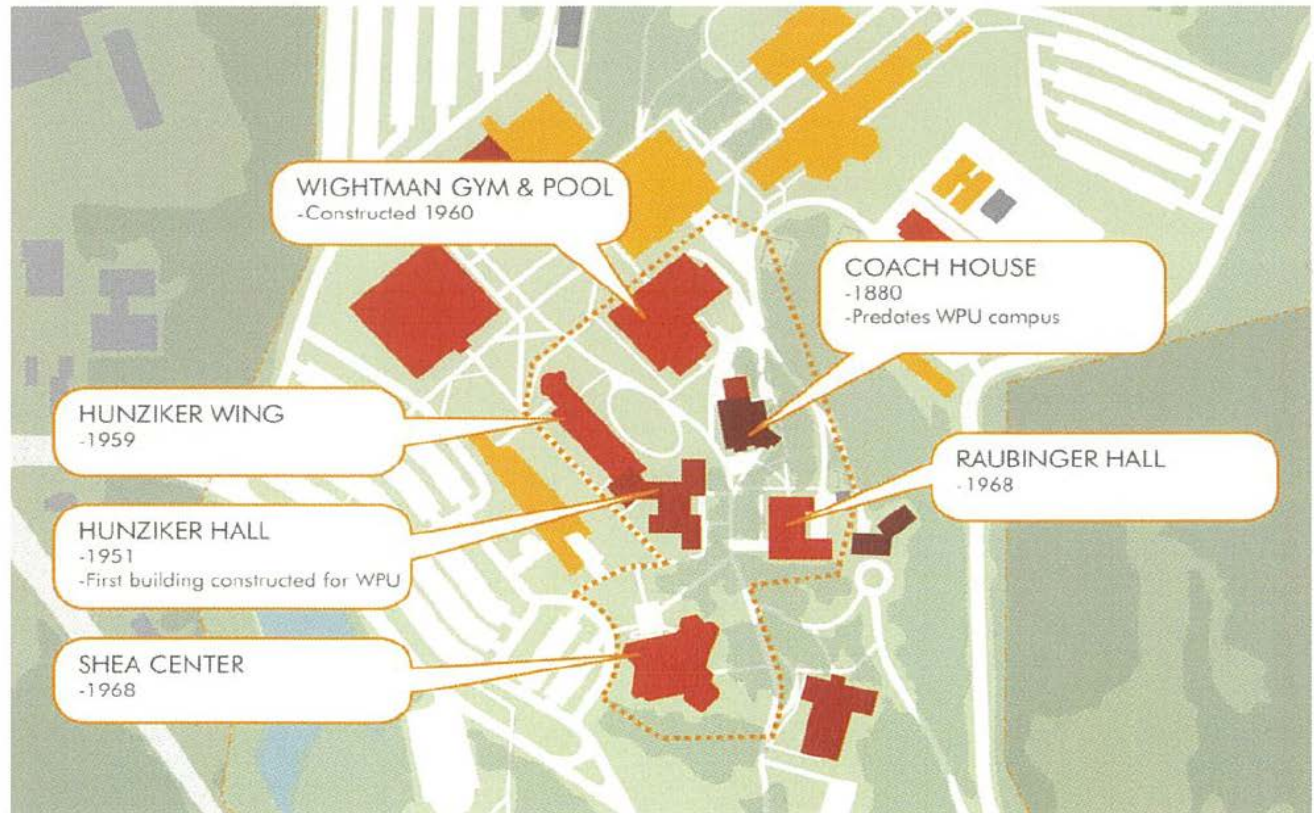 WIGHTMAN GYM & POOL
-Constructed 1960
COACH HOUSE
-1880
-Predates WPU campus
HUNZIKER WING
-1959
RAUBINGER HALL
-1968
HUNZIKER HALL
-1951
-First building constructed for WPU
SHEA CENTER
-1968